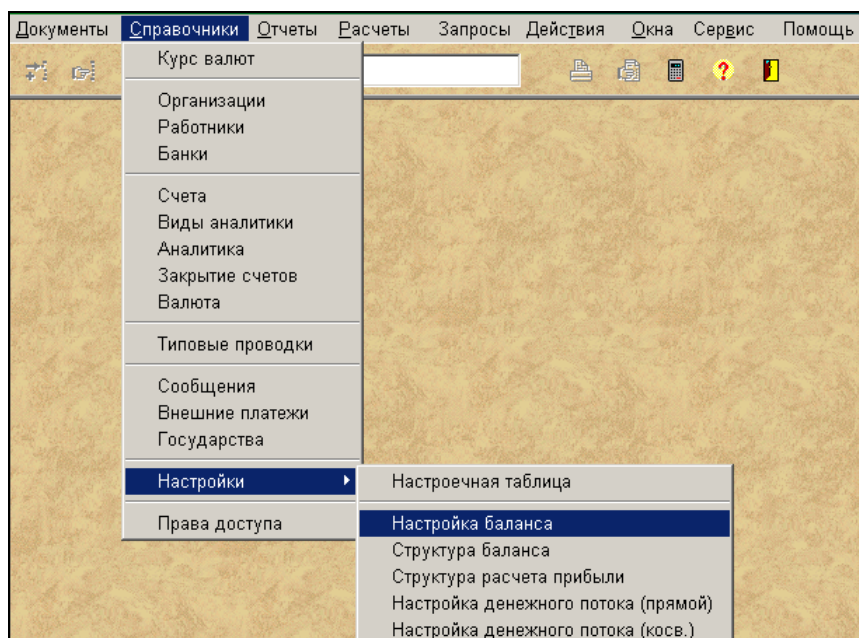 Документы Справочники Отчеты Расчеты Запросы Действия Окна Сервис Помощь
Курс валют
Организации
Работники
Банки
Счета
Виды аналитики
Аналитика
Закрытие счетов
Валюта
Типовые проводки
Сообщения
Внешние платежи
Государства
Настройки
Права доступа
Настроечная таблица
Настройка баланса
Структура баланса
Структура расчета прибыли
Настройка денежного потока (прямой)
Настройка денежного потока (косв.)